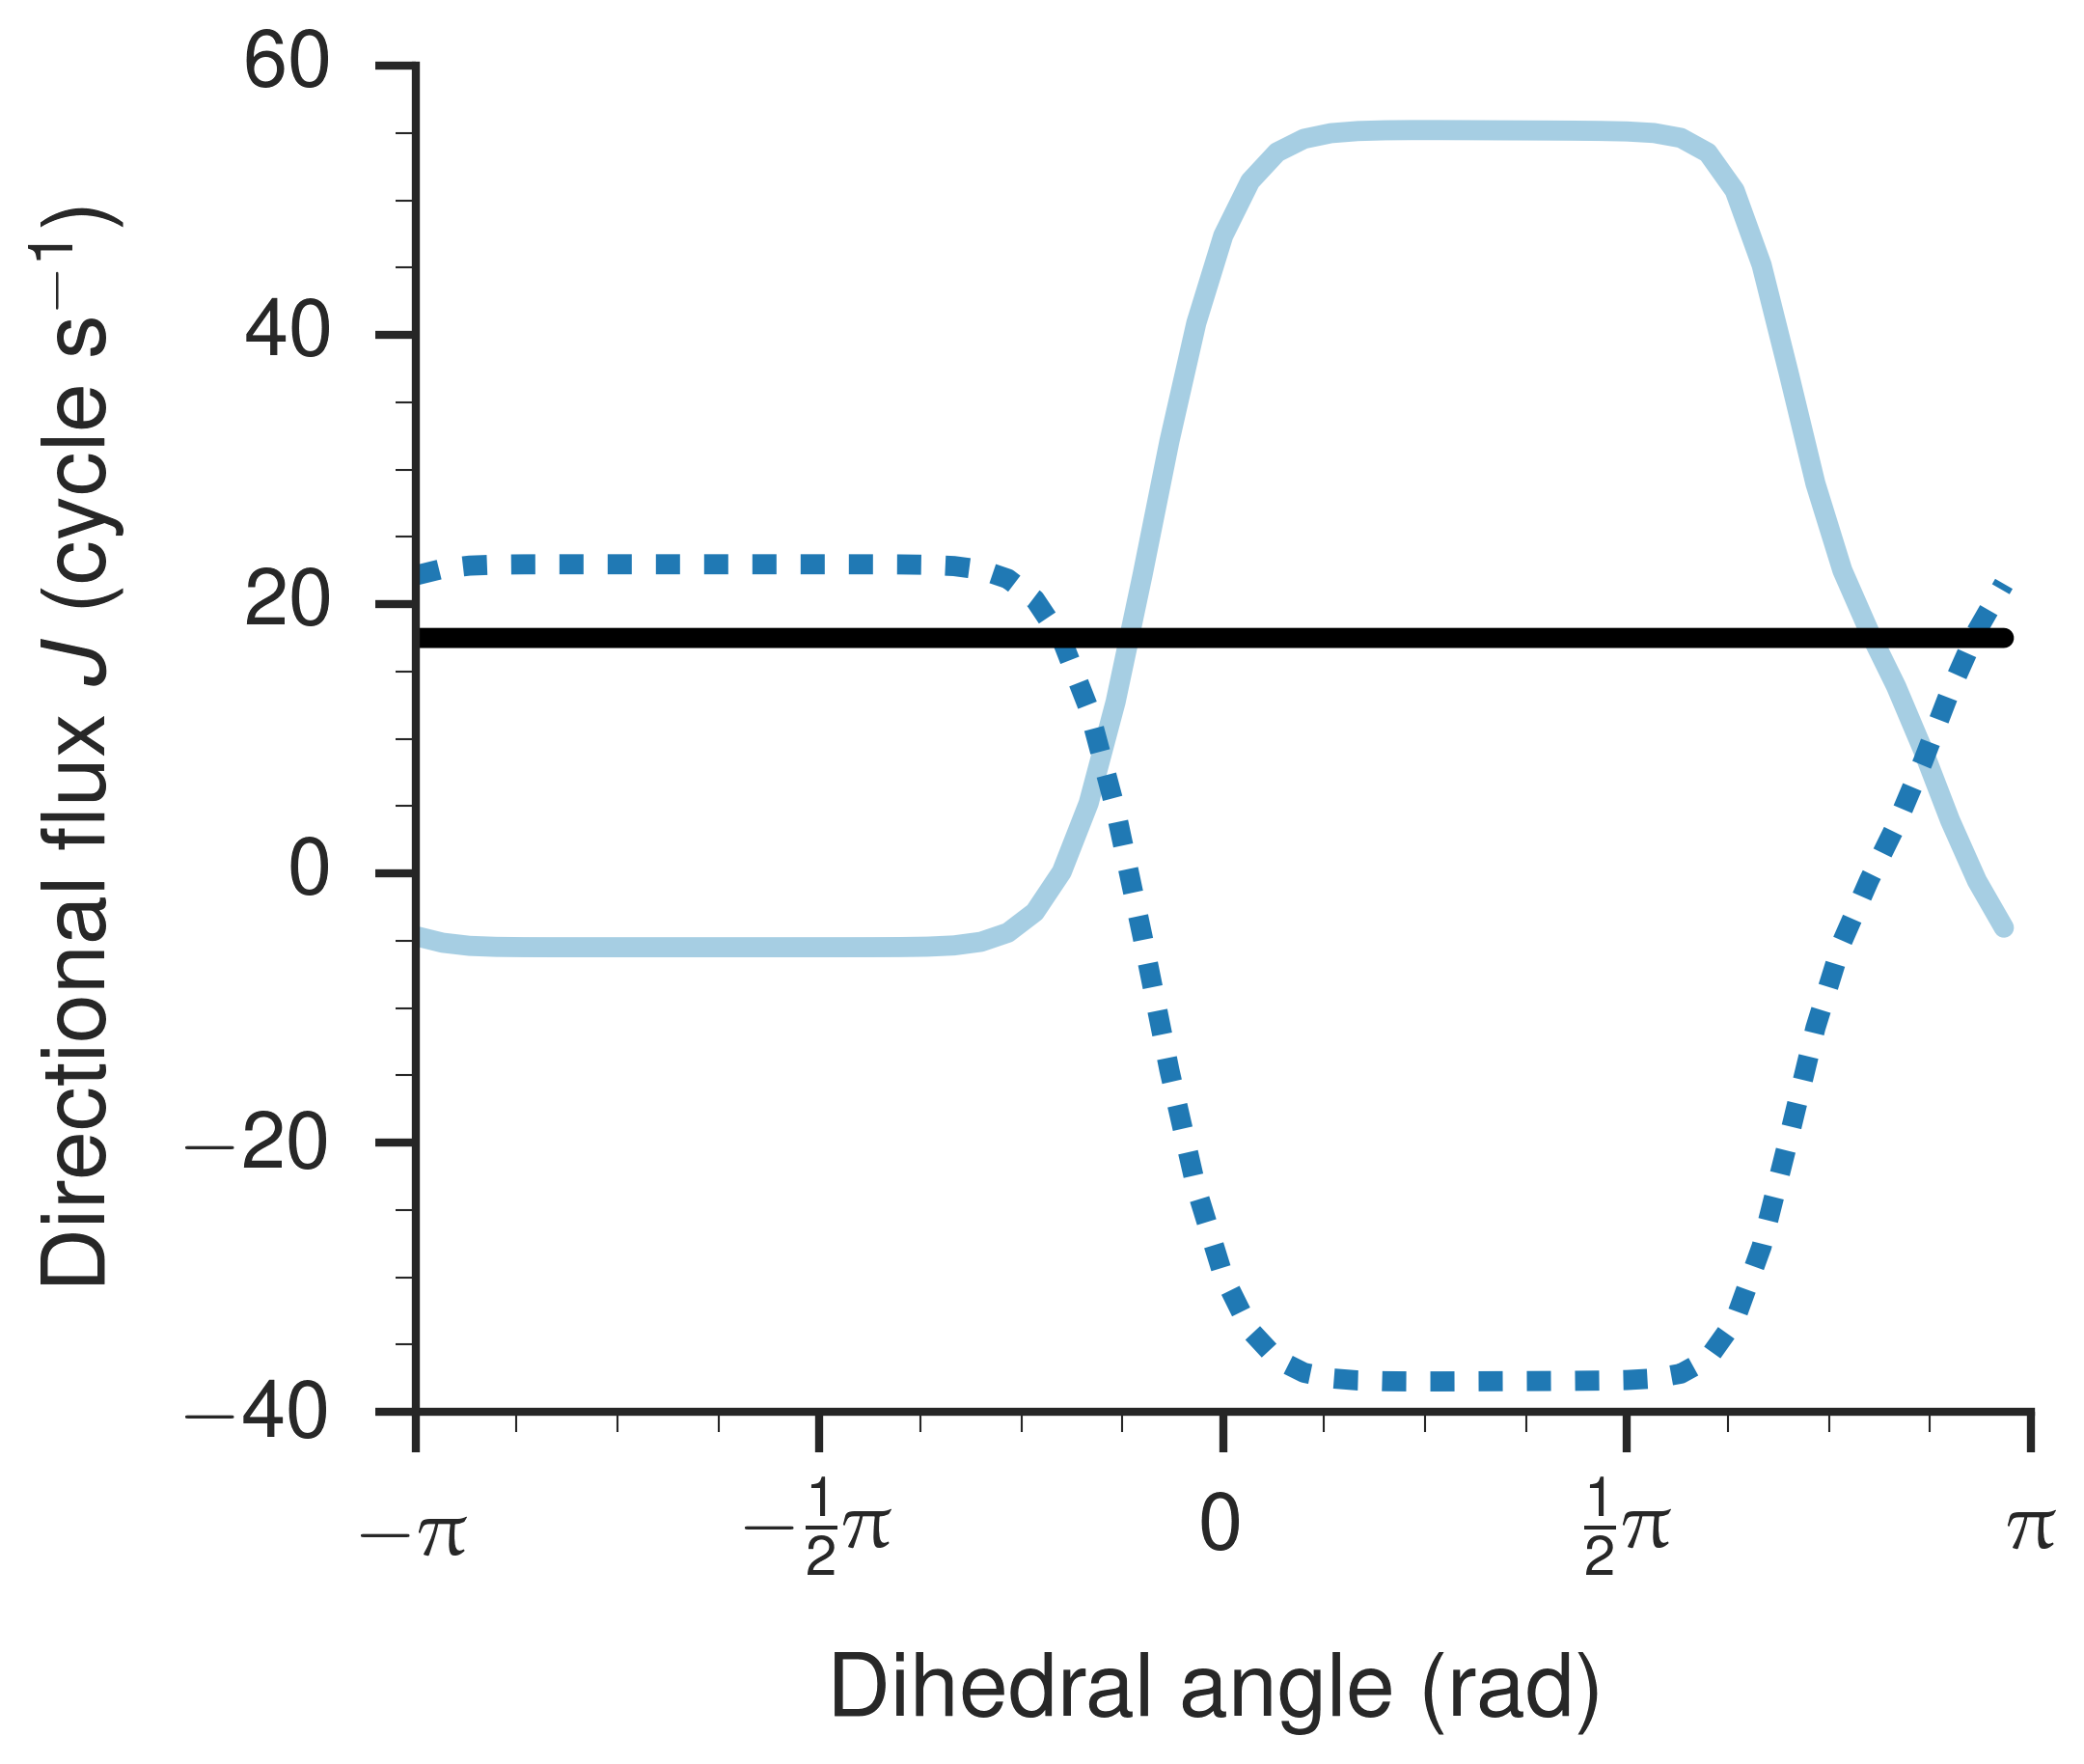 60
40
20
0
−20
−40
Directional flux J (cycle s⁻¹)
−π
−½π
0
½π
π
Dihedral angle (rad)